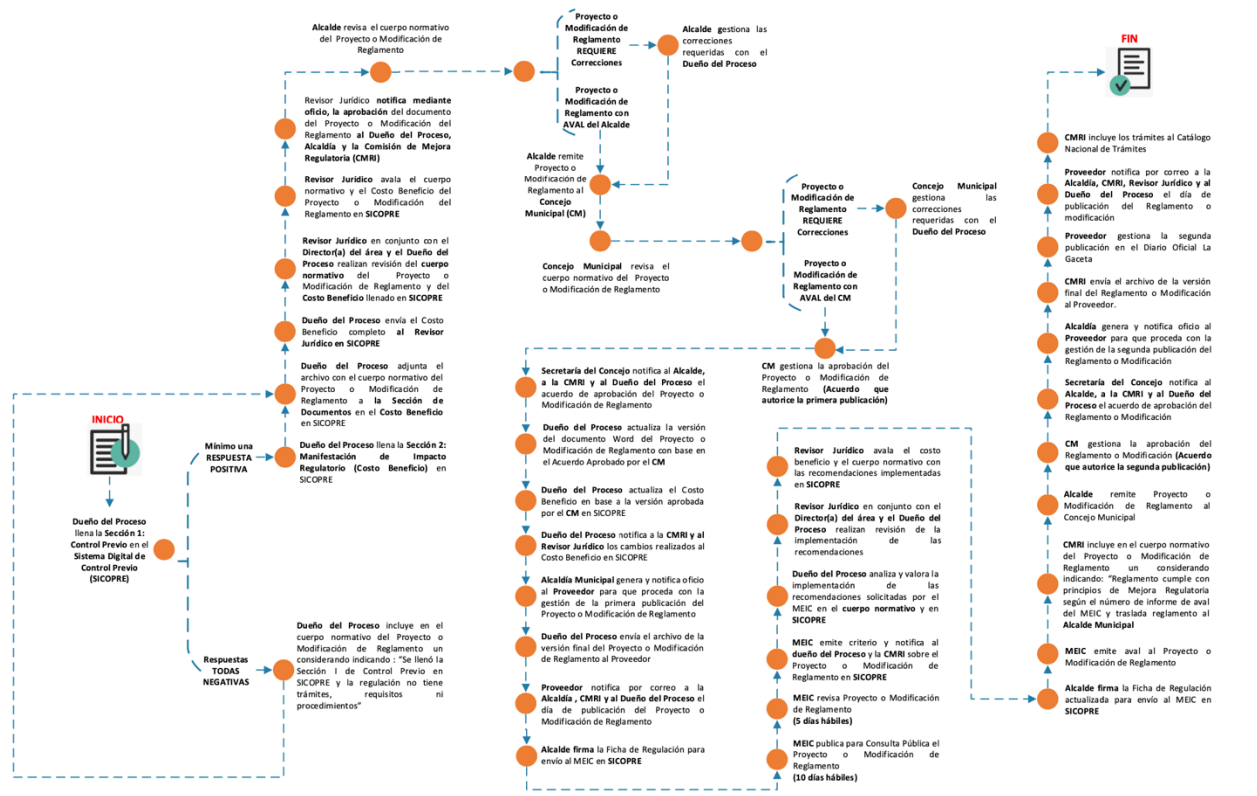 INICIO
Dueño del Proceso
llena la Sección 1:
Control Previo en el
Sistema Digital de
Control Previo
(SICOPRE)
Mínimo una
RESPUESTA
POSITIVA
Respuestas
TODAS
NEGATIVAS
Dueño del Proceso incluye en el
cuerpo normativo del Proyecto o
Modificación de Reglamento un
considerando indicando : “Se llenó la
Sección I de Control Previo en
SICOPRE y la regulación no tiene
trámites, requisitos ni
procedimientos”
Dueño del Proceso llena la Sección 2:
Manifestación de Impacto
Regulatorio (Costo Beneficio) en
SICOPRE
Dueño del Proceso adjunta el
archivo con el cuerpo normativo del
Proyecto o Modificación de
Reglamento a la Sección de
Documentos en el Costo Beneficio
en SICOPRE
Dueño del Proceso envía el Costo
Beneficio completo al Revisor
Jurídico en SICOPRE
Revisor Jurídico en conjunto con el
Director(a) del área y el Dueño del
Proceso realizan revisión del cuerpo
normativo del Proyecto o
Modificación de Reglamento y del
Costo Beneficio llenado en SICOPRE
Revisor Jurídico avala el cuerpo
normativo y el Costo Beneficio del
Proyecto o Modificación del
Reglamento en SICOPRE
Revisor Jurídico notifica mediante
oficio, la aprobación del documento
del Proyecto o Modificación del
Reglamento al Dueño del Proceso,
Alcaldía y la Comisión de Mejora
Regulatoria (CMRI)
Alcalde revisa el cuerpo normativo
del Proyecto o Modificación de
Reglamento
Proyecto o
Modificación de
Reglamento
REQUIERE
Correcciones
Alcalde gestiona las
correcciones
requeridas con el
Dueño del Proceso
Proyecto o
Modificación de
Reglamento con
AVAL del Alcalde
Alcalde remite
Proyecto o
Modificación de
Reglamento al
Concejo
Municipal (CM)
Concejo Municipal revisa el
cuerpo normativo del Proyecto
o Modificación de Reglamento
Proyecto o
Modificación de
Reglamento
REQUIERE
Correcciones
Concejo Municipal
gestiona las
correcciones
requeridas con el
Dueño del Proceso
Proyecto o
Modificación de
Reglamento con
AVAL del CM
CM gestiona la aprobación del
Proyecto o Modificación de
Reglamento (Acuerdo que
autorice la primera publicación)
Secretaría del Concejo notifica al Alcalde,
a la CMRI y al Dueño del Proceso el
acuerdo de aprobación del Proyecto o
Modificación de Reglamento
Dueño del Proceso actualiza la versión
del documento Word del Proyecto o
Modificación de Reglamento con base en
el Acuerdo Aprobado por el CM
Dueño del Proceso actualiza el Costo
Beneficio en base a la versión aprobada
por el CM en SICOPRE
Dueño del Proceso notifica a la CMRI y al
Revisor Jurídico los cambios realizados al
Costo Beneficio en SICOPRE
Alcaldía Municipal genera y notifica oficio
al Proveedor para que proceda con la
gestión de la primera publicación del
Proyecto o Modificación de Reglamento
Dueño del Proceso envía el archivo de la
versión final del Proyecto o Modificación
de Reglamento al Proveedor
Proveedor notifica por correo a la
Alcaldía , CMRI y al Dueño del Proceso el
día de publicación del Proyecto o
Modificación de Reglamento
Alcalde firma la Ficha de Regulación para
envío al MEIC en SICOPRE
MEIC publica para Consulta Pública el
Proyecto o Modificación de
Reglamento
(10 días hábiles)
MEIC revisa Proyecto o Modificación
de Reglamento
(5 días hábiles)
MEIC emite criterio y notifica al
dueño del Proceso y la CMRI sobre el
Proyecto o Modificación de
Reglamento en SICOPRE
Dueño del Proceso analiza y valora la
implementación de las
recomendaciones solicitadas por el
MEIC en el cuerpo normativo y en
SICOPRE
Revisor Jurídico en conjunto con el
Director(a) del área y el Dueño del
Proceso realizan revisión de la
implementación de las
recomendaciones
Revisor Jurídico avala el costo
beneficio y el cuerpo normativo con
las recomendaciones implementadas
en SICOPRE
Alcalde firma la Ficha de Regulación
actualizada para envío al MEIC en
SICOPRE
MEIC emite aval al Proyecto o
Modificación de Reglamento
CMRI incluye en el cuerpo normativo
del Proyecto o Modificación de
Reglamento un considerando
indicando: “Reglamento cumple con
principios de Mejora Regulatoria
según el número de informe de aval
del MEIC y traslada reglamento al
Alcalde Municipal
Alcalde remite Proyecto o
Modificación de Reglamento al
Concejo Municipal
CM gestiona la aprobación del
Reglamento o Modificación (Acuerdo
que autorice la segunda publicación)
Secretaría del Concejo notifica al
Alcalde, a la CMRI y al Dueño del
Proceso el acuerdo de aprobación del
Reglamento o Modificación
Alcaldía genera y notifica oficio al
Proveedor para que proceda con la
gestión de la segunda publicación del
Reglamento o Modificación
CMRI envía el archivo de la versión
final del Reglamento o Modificación
al Proveedor.
Proveedor gestiona la segunda
publicación en el Diario Oficial La
Gaceta
Proveedor notifica por correo a la
Alcaldía, CMRI, Revisor Jurídico y al
Dueño del Proceso el día de
publicación del Reglamento o
modificación
CMRI incluye los trámites al Catálogo
Nacional de Trámites
FIN